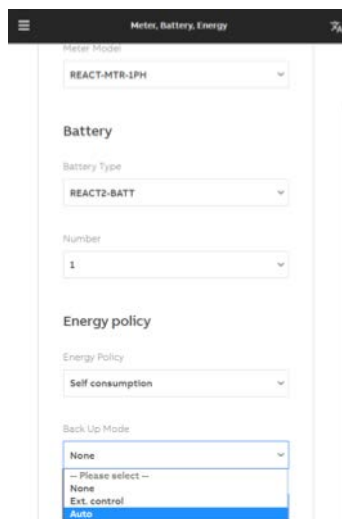 Meter, Battery, Energy
Meter Model
REACT-MTR-1PH
Battery
Battery Type
REACT2-BATT
Number
1
Energy policy
Energy Policy
Self consumption
Back Up Mode
None
-- Please select --
None
Ext. control
Auto